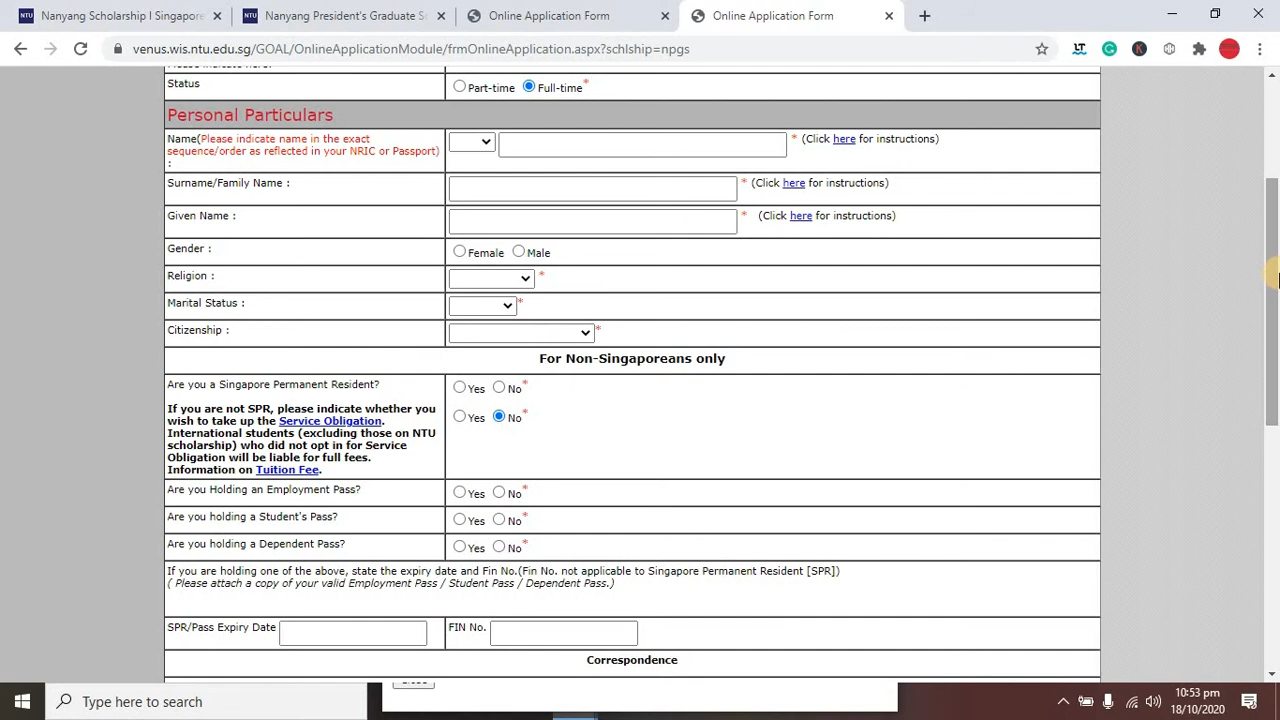 NTU Nanyang Scholarship I Singapore
NTU Nanyang President's Graduate S
Online Application Form
Online Application Form
venus.wis.ntu.edu.sg/GOAL/OnlineApplicationModule/frmOnlineApplication.aspx?schlship=npgs
LT
K
Status
Part-time Full-time*
Personal Particulars
Name(Please indicate name in the exact
sequence/order as reflected in your NRIC or Passport)
:
* (Click here for instructions)
Surname/Family Name :
* (Click here for instructions)
Given Name :
* (Click here for instructions)
Gender :
Female Male
Religion :
*
Marital Status :
*
Citizenship :
*
For Non-Singaporeans only
Are you a Singapore Permanent Resident?
Yes No*
If you are not SPR, please indicate whether you
wish to take up the Service Obligation.
International students (excluding those on NTU
scholarship) who did not opt in for Service
Obligation will be liable for full fees.
Information on Tuition Fee.
Yes No*
Are you Holding an Employment Pass?
Yes No*
Are you holding a Student's Pass?
Yes No*
Are you holding a Dependent Pass?
Yes No*
If you are holding one of the above, state the expiry date and Fin No.(Fin No. not applicable to Singapore Permanent Resident [SPR])
( Please attach a copy of your valid Employment Pass / Student Pass / Dependent Pass.)
SPR/Pass Expiry Date
FIN No.
Correspondence
Type here to search
10:53 pm
18/10/2020